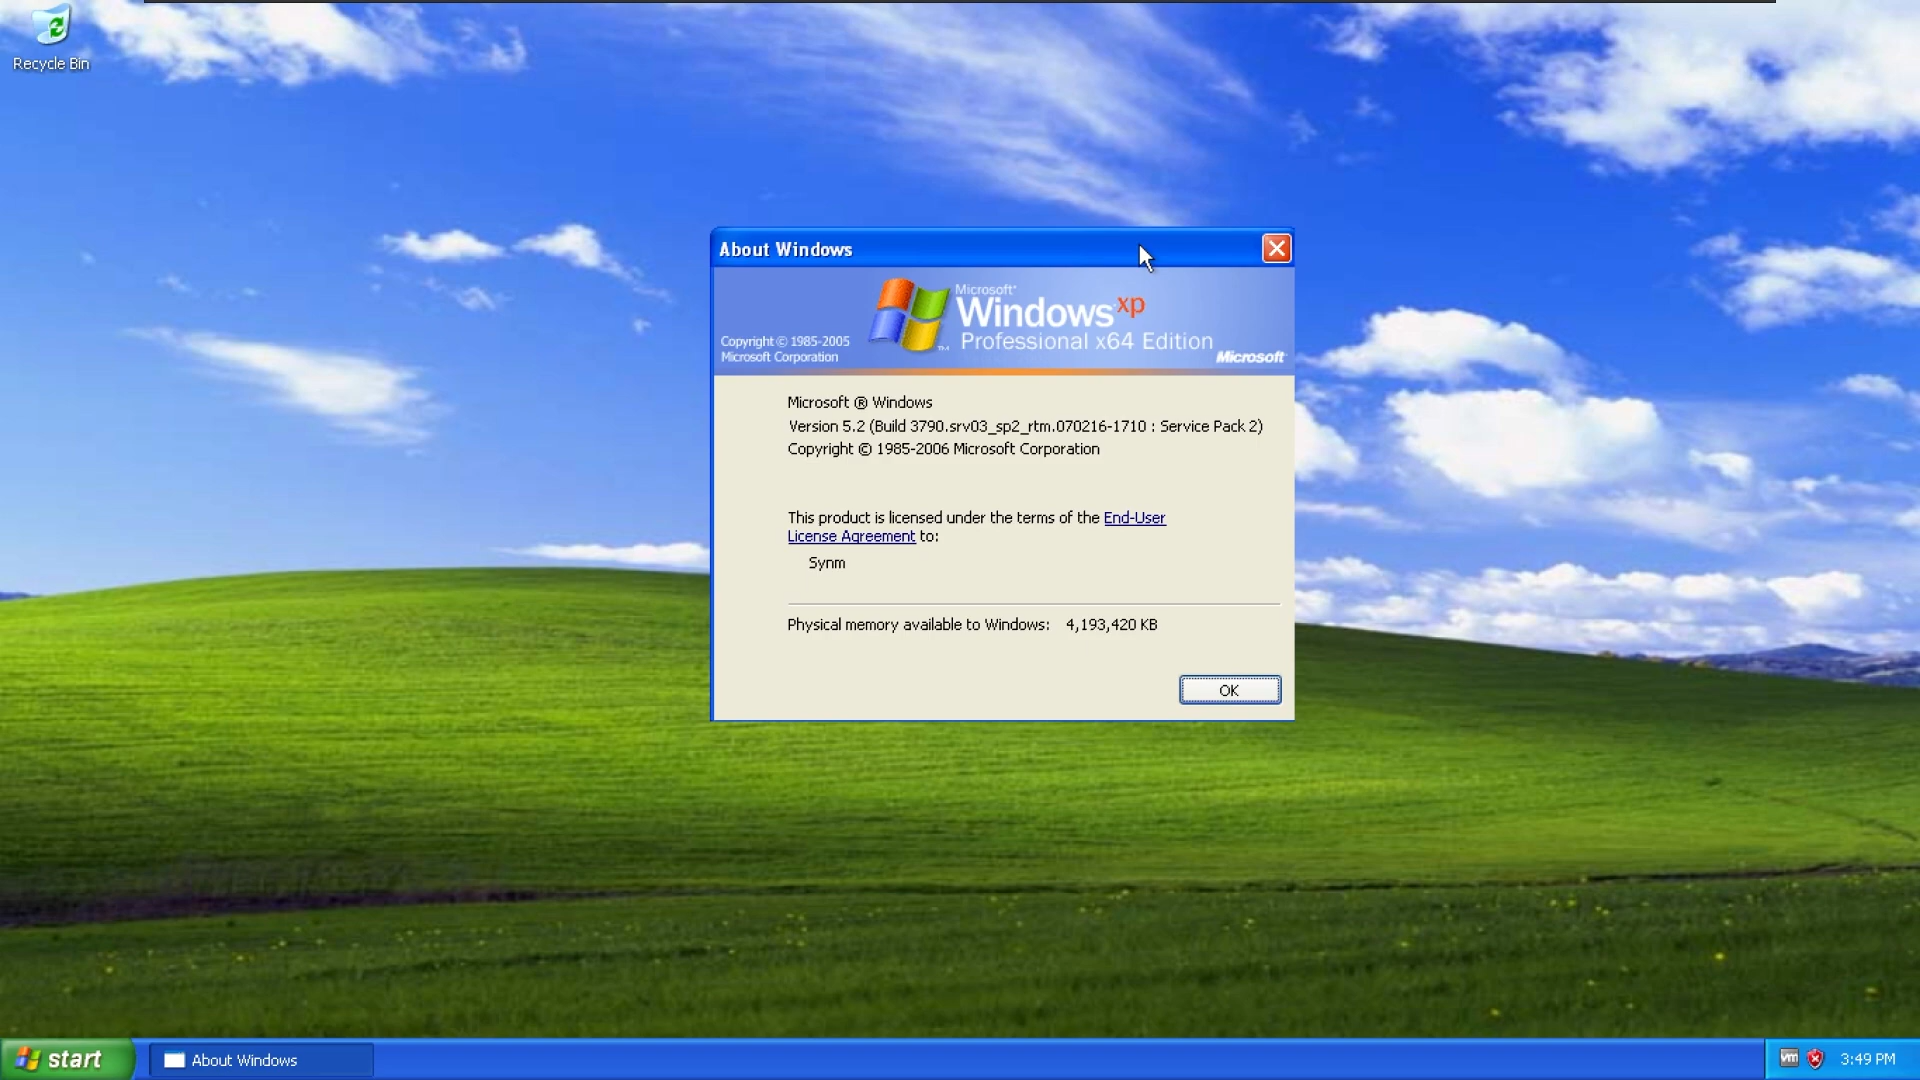 Recycle Bin
About Windows
Microsoft®
Windows xp
Professional x64 Edition
Copyright © 1985-2005
Microsoft Corporation
Microsoft
Microsoft ® Windows
Version 5.2 (Build 3790.srv03_sp2_rtm.070216-1710 : Service Pack 2)
Copyright © 1985-2006 Microsoft Corporation
This product is licensed under the terms of the End-User
License Agreement to:
Synm
Physical memory available to Windows: 4,193,420 KB
OK
start
About Windows
vm
3:49 PM